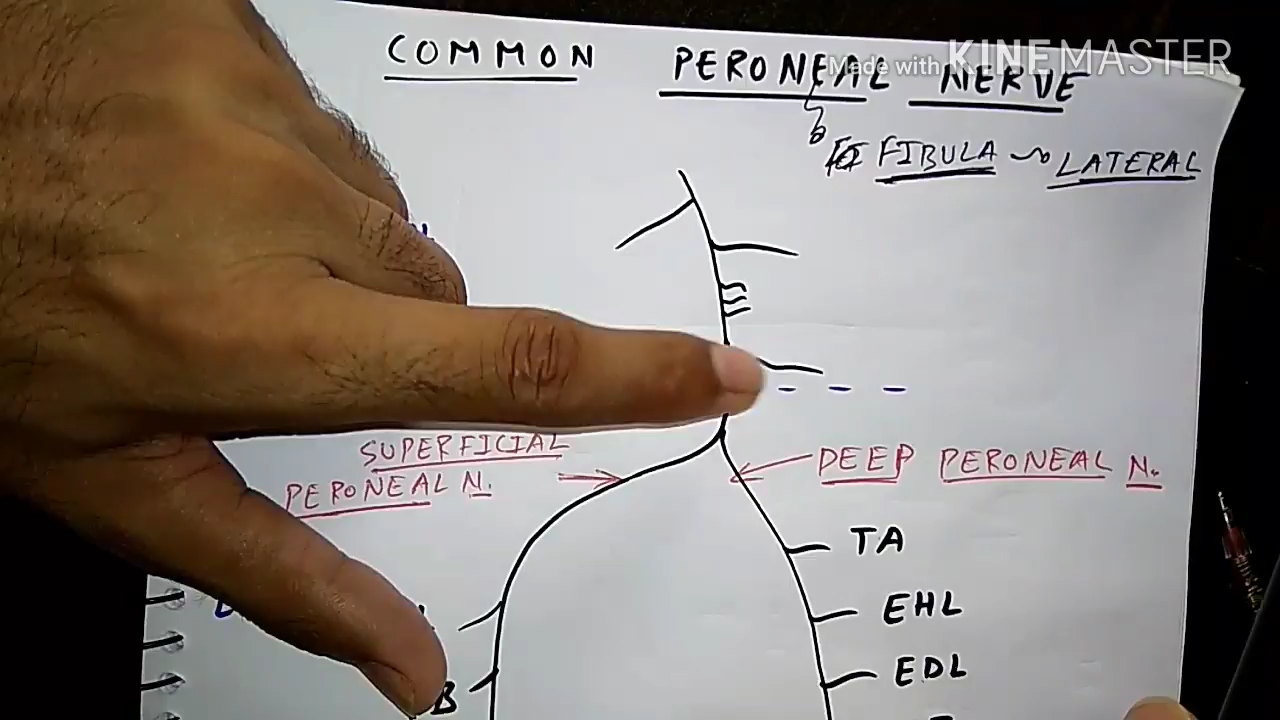 COMMON PERONEAL NERVE
Made with KINEMASTER
FIBULA LATERAL
SUPERFICIAL
PERONEAL N.
DEEP PERONEAL N.
TA
EHL
EDL
B